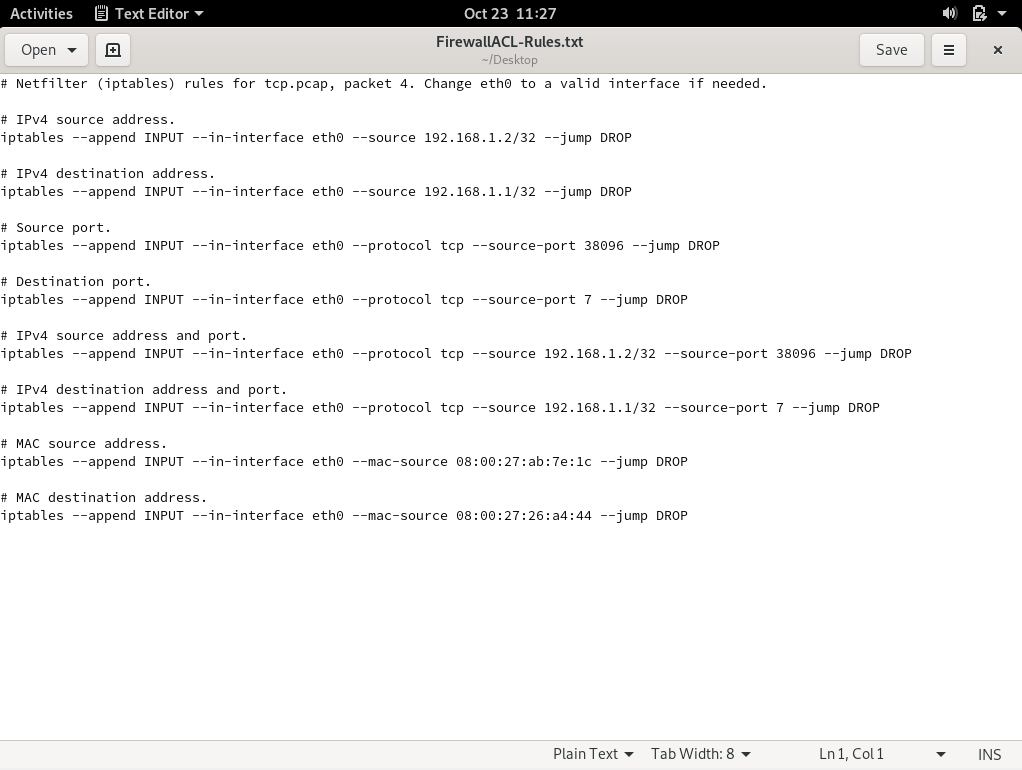 Activities Text Editor Oct 23 11:27
Open FirewallACL-Rules.txt Save
~/Desktop
# Netfilter (iptables) rules for tcp.pcap, packet 4. Change eth0 to a valid interface if needed.
# IPv4 source address.
iptables --append INPUT --in-interface eth0 --source 192.168.1.2/32 --jump DROP
# IPv4 destination address.
iptables --append INPUT --in-interface eth0 --source 192.168.1.1/32 --jump DROP
# Source port.
iptables --append INPUT --in-interface eth0 --protocol tcp --source-port 38096 --jump DROP
# Destination port.
iptables --append INPUT --in-interface eth0 --protocol tcp --source-port 7 --jump DROP
# IPv4 source address and port.
iptables --append INPUT --in-interface eth0 --protocol tcp --source 192.168.1.2/32 --source-port 38096 --jump DROP
# IPv4 destination address and port.
iptables --append INPUT --in-interface eth0 --protocol tcp --source 192.168.1.1/32 --source-port 7 --jump DROP
# MAC source address.
iptables --append INPUT --in-interface eth0 --mac-source 08:00:27:ab:7e:1c --jump DROP
# MAC destination address.
iptables --append INPUT --in-interface eth0 --mac-source 08:00:27:26:a4:44 --jump DROP
Plain Text Tab Width: 8 Ln 1, Col 1 INS